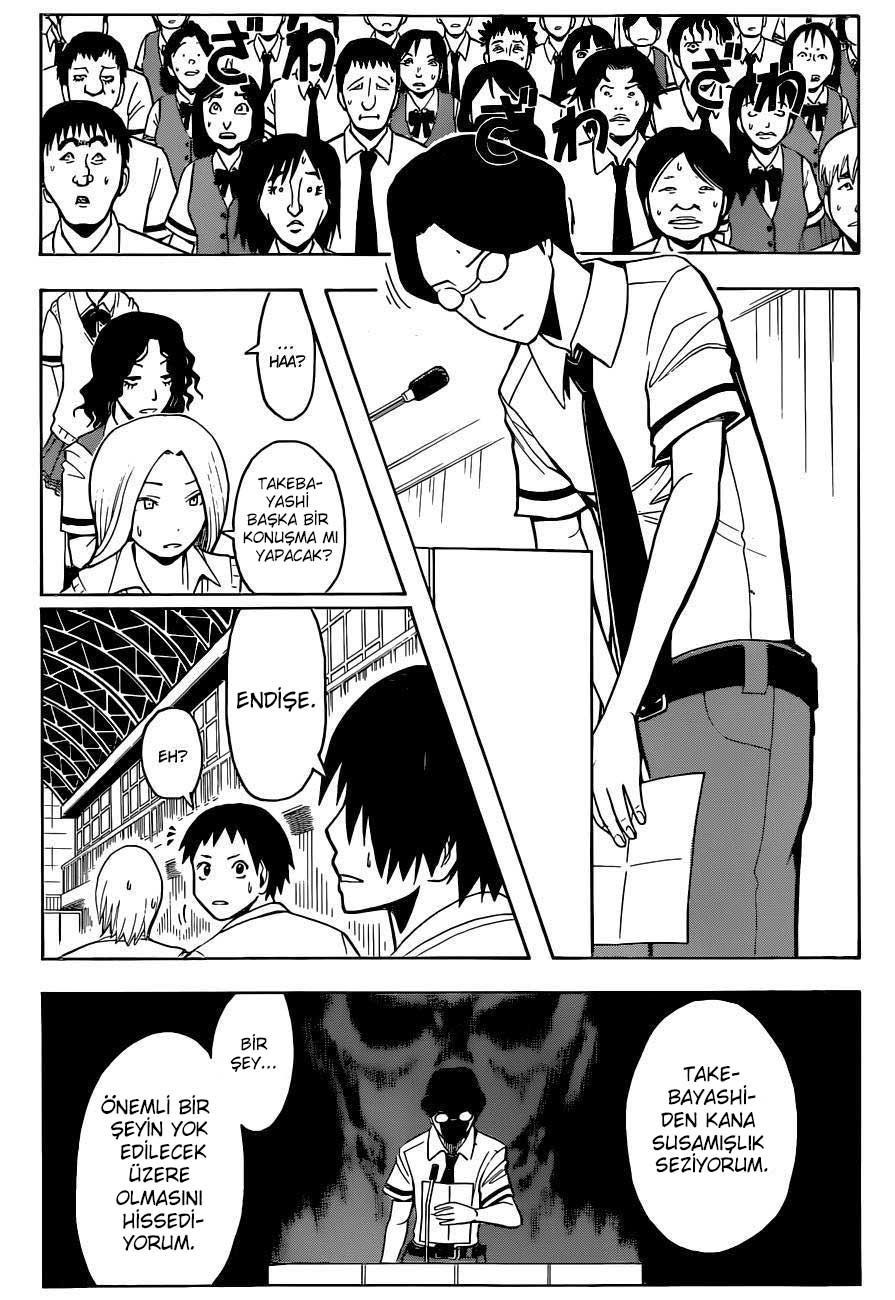 ざわ
ざわ
ざわ
...
HAA?
TAKEBA-
YASHİ
BAŞKA BİR
KONUŞMA MI
YAPACAK?
ENDİŞE.
EH?
TAKE-
BAYASHİ-
DEN KANA
SUSAMIŞLIK
SEZİYORUM.
BİR
ŞEY...
ÖNEMLİ BİR
ŞEYİN YOK
EDİLECEK
ÜZERE
OLMASINI
HİSSEDİ-
YORUM.